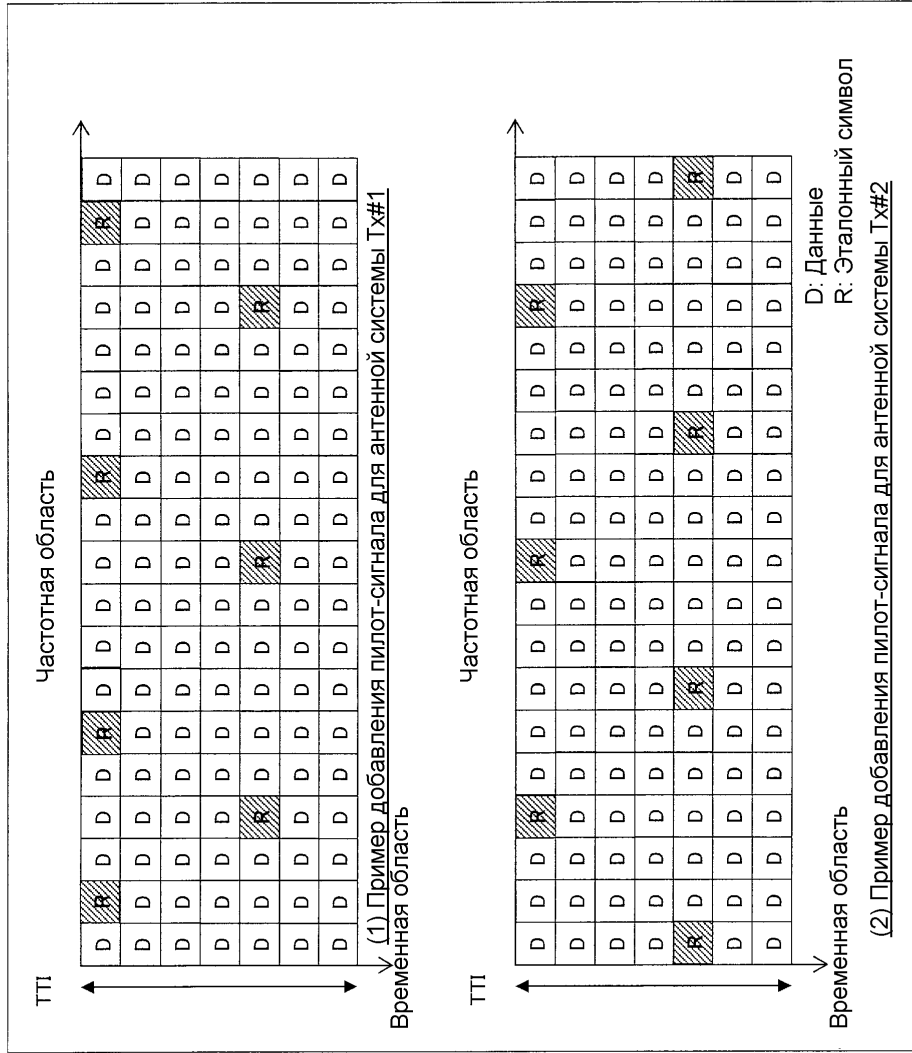 Частотная область
TTI
D R D D D R D D D D D R D D D D D R D
D D D D D D D D D D D D D D D D D D D
D D D D D D D D D D D D D D D D D D D
D D D D D D D D D D D D D D D D D D D
D D D R D D D D D R D D D D D R D D D
D D D D D D D D D D D D D D D D D D D
D D D D D D D D D D D D D D D D D D D
(1) Пример добавления пилот-сигнала для антенной системы Tx#1
Временная область
Частотная область
TTI
D D D R D D D D D R D D D D D R D D D
D D D D D D D D D D D D D D D D D D D
D D D D D D D D D D D D D D D D D D D
D D D D D D D D D D D D D D D D D D D
R D D D D D R D D D D D R D D D D D R
D D D D D D D D D D D D D D D D D D D
D D D D D D D D D D D D D D D D D D D
Временная область
D: Данные
R: Эталонный символ
(2) Пример добавления пилот-сигнала для антенной системы Tx#2